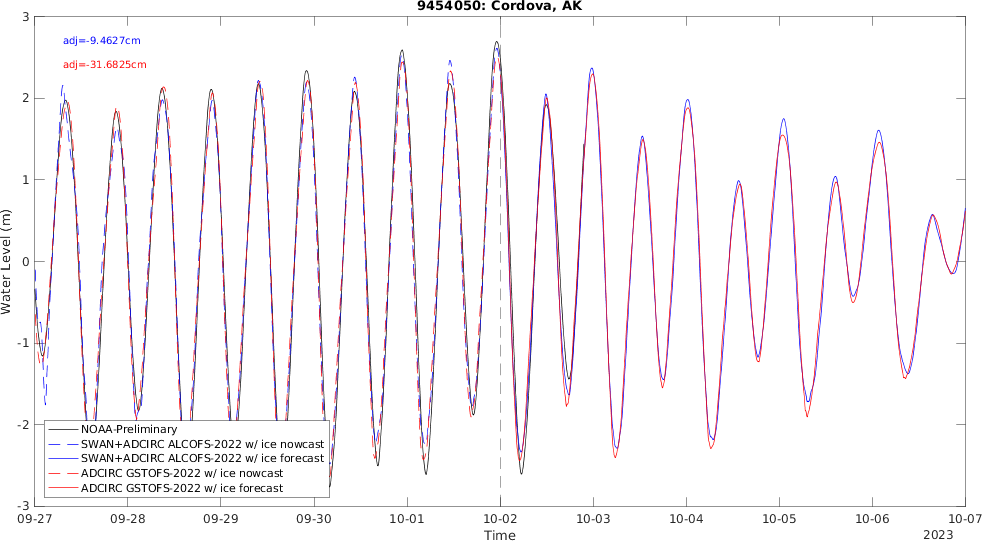 9454050: Cordova, AK
adj=-9.4627cm
adj=-31.6825cm
Water Level (m)
3
2
1
0
-1
-2
-3
NOAA-Preliminary
SWAN+ADCIRC ALCOFS-2022 w/ ice nowcast
SWAN+ADCIRC ALCOFS-2022 w/ ice forecast
ADCIRC GSTOFS-2022 w/ ice nowcast
ADCIRC GSTOFS-2022 w/ ice forecast
09-27 09-28 09-29 09-30 10-01 10-02 10-03 10-04 10-05 10-06 10-07
Time
2023